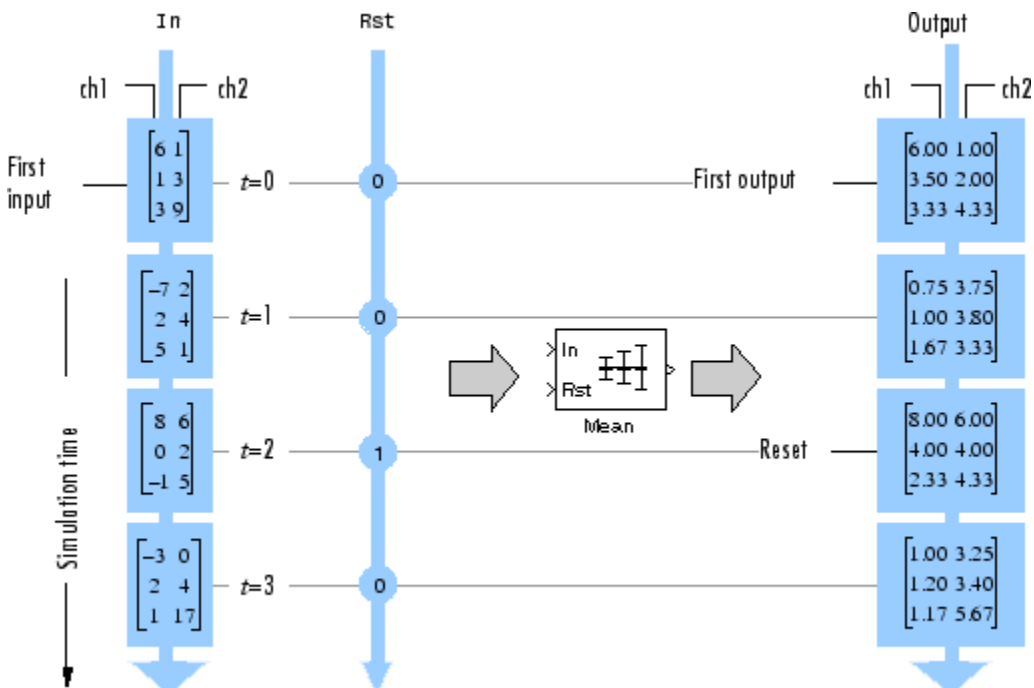 In Rst Output
ch1 ch2 ch1 ch2
First input
6 1
1 3
3 9
t=0
0
First output
6.00 1.00
3.50 2.00
3.33 4.33
Simulation time
-7 2
2 4
5 1
t=1
0
0.75 3.75
1.00 3.80
1.67 3.33
In
Rst
Mean
8 6
0 2
-1 5
t=2
1
Reset
8.00 6.00
4.00 4.00
2.33 4.33
-3 0
2 4
1 17
t=3
0
1.00 3.25
1.20 3.40
1.17 5.67